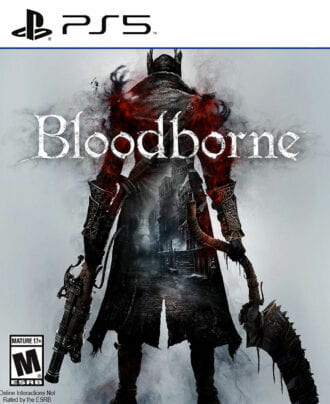 PS5
Bloodborne
MATURE 17+
M
ESRB
Online Interactions Not
Rated by the ESRB